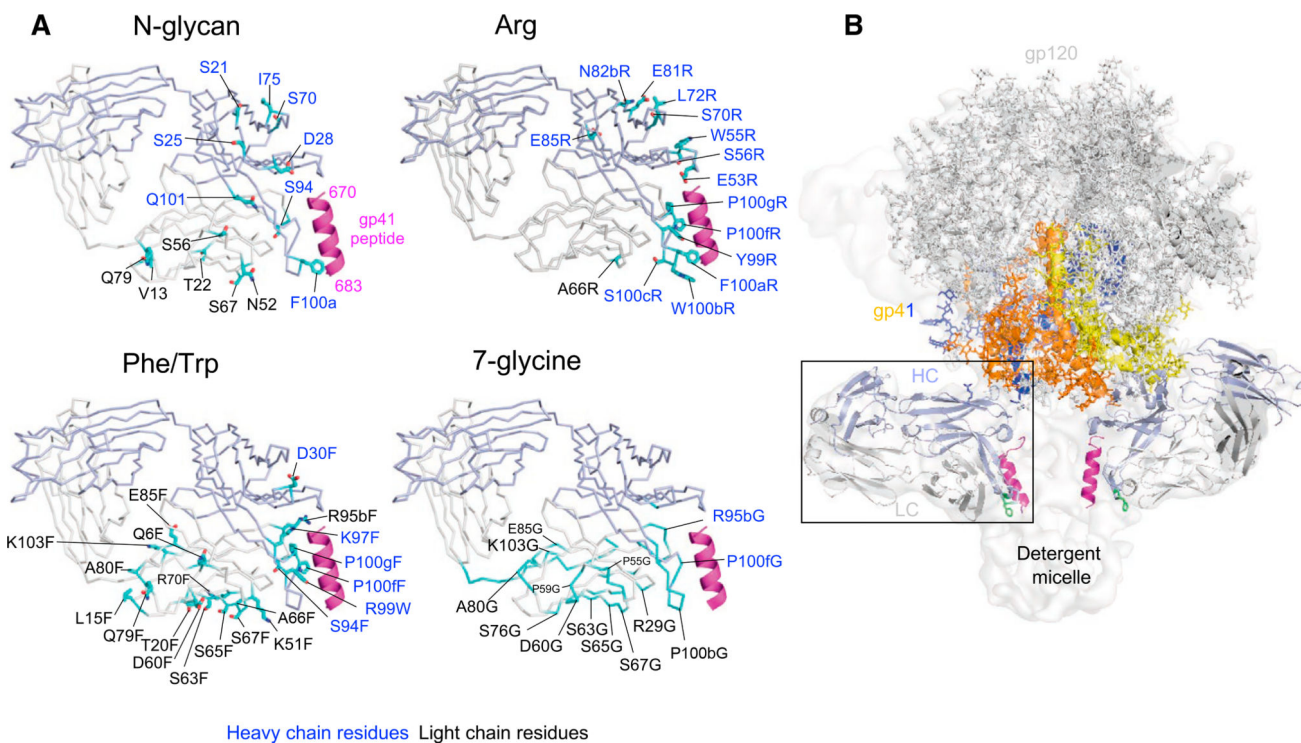 A
N-glycan
S21
I75
S70
S25
D28
Q101
S94
670
gp41
peptide
683
S56
Q79
V13
T22
S67
N52
F100a
Arg
N82bR
E81R
L72R
S70R
E85R
W55R
S56R
E53R
P100gR
P100fR
Y99R
A66R
F100aR
S100cR
W100bR
Phe/Trp
D30F
E85F
R95bF
K103F
Q6F
K97F
P100gF
A80F
R70F
P100fF
L15F
A66F
R99W
Q79F
S94F
T20F
S67F
K51F
D60F
S65F
S63F
7-glycine
R95bG
E85G
K103G
P55G
P100fG
P59G
A80G
S76G
S63G
R29G
D60G
S65G
P100bG
S67G
Heavy chain residues Light chain residues
B
gp120
gp41
HC
LC
Detergent
micelle